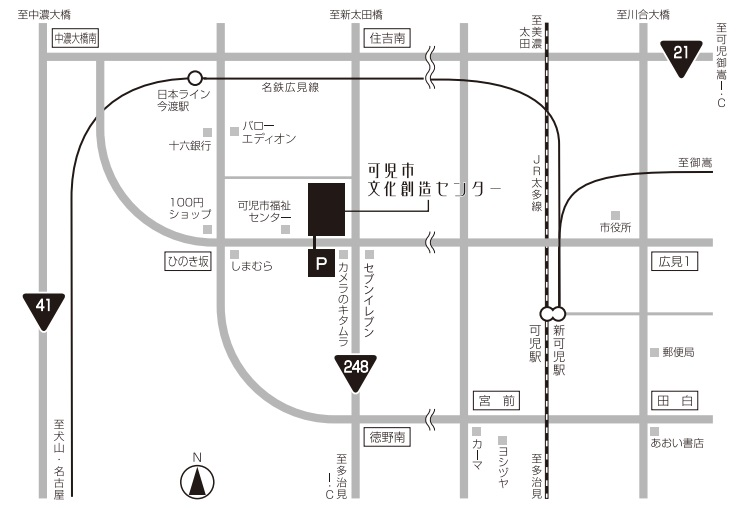 至中濃大橋
至新太田橋
至美濃
太田
至川合大橋
至可児御嵩I.C
中濃大橋南
住吉南
21
日本ライン
今渡駅
名鉄広見線
十六銀行
バロー
エディオン
可児市
文化創造センター
JR太多線
至御嵩
100円
ショップ
可児市福祉
センター
市役所
ひのき坂
しまむら
P
カメラのキタムラ
セブンイレブン
広見1
41
248
可児駅
新可児駅
郵便局
宮前
田白
徳野南
カーマ
ヨシヅヤ
あおい書店
至犬山・名古屋
N
至多治見
I.C
至多治見